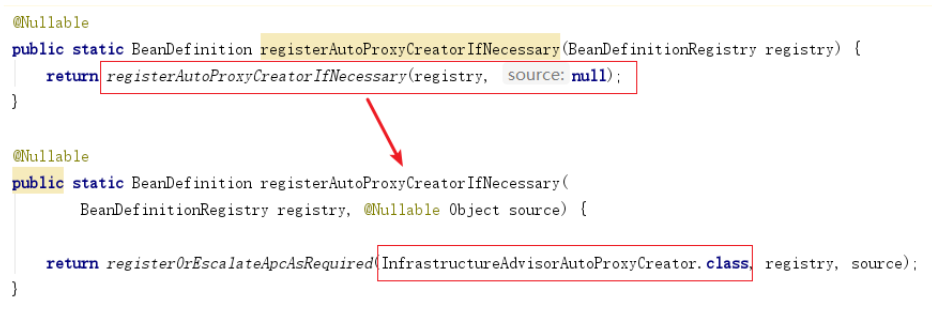 @Nullable
public static BeanDefinition registerAutoProxyCreatorIfNecessary(BeanDefinitionRegistry registry) {
return registerAutoProxyCreatorIfNecessary(registry, source: null);
}
@Nullable
public static BeanDefinition registerAutoProxyCreatorIfNecessary(
BeanDefinitionRegistry registry, @Nullable Object source) {
return registerOrEscalateApcAsRequired(InfrastructureAdvisorAutoProxyCreator.class, registry, source);
}